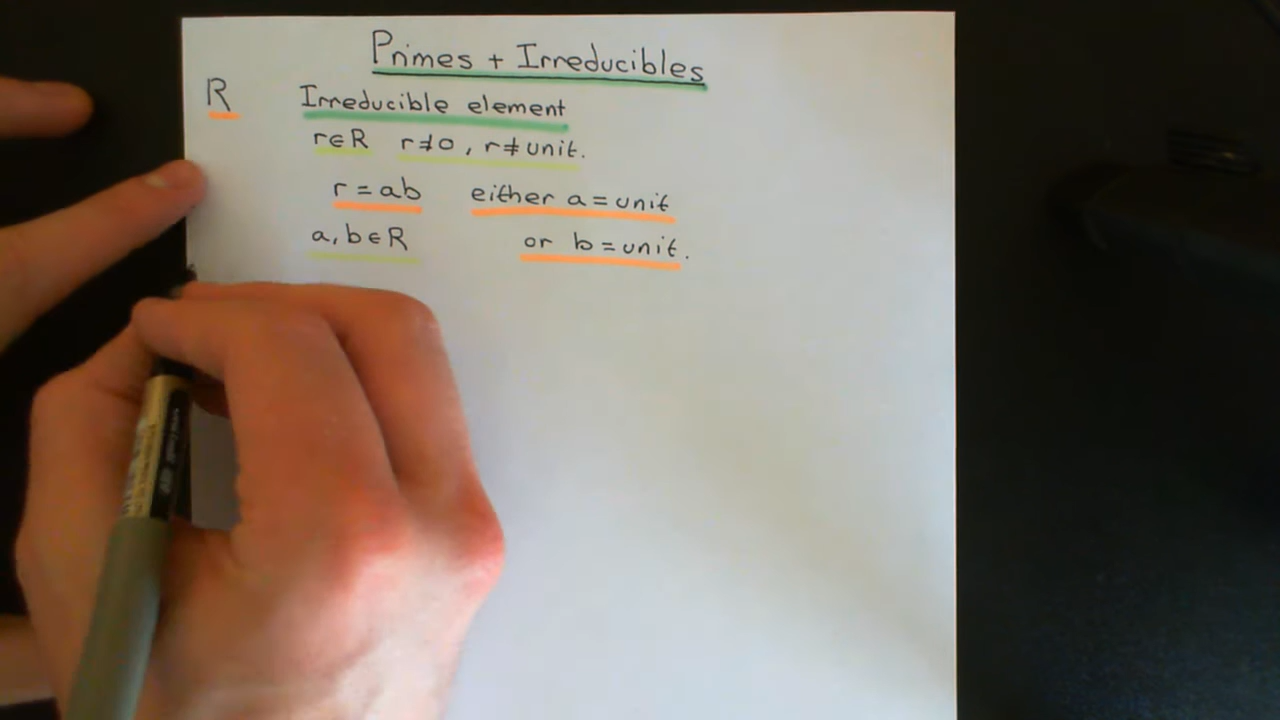 Primes + Irreducibles
R Irreducible element
r∈R r≠0, r≠unit.
r = ab either a = unit
a, b ∈ R or b = unit.